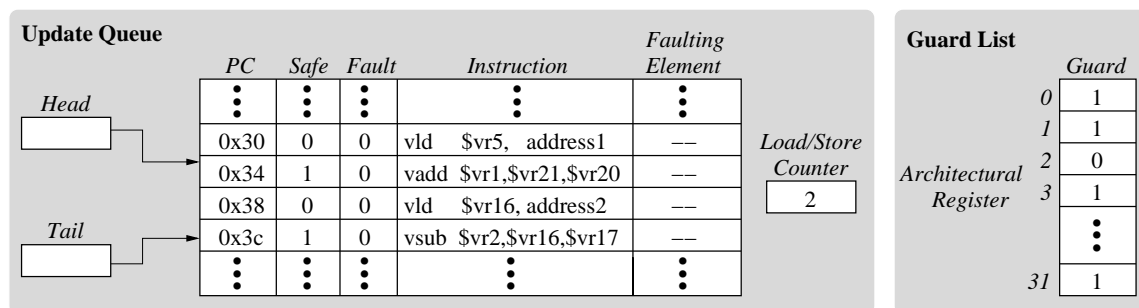 Update Queue
PC Safe Fault Instruction Faulting Element
Head
0x30 0 0 vld $vr5, address1 --
0x34 1 0 vadd $vr1,$vr21,$vr20 --
0x38 0 0 vld $vr16, address2 --
Tail
0x3c 1 0 vsub $vr2,$vr16,$vr17 --
Load/Store
Counter
2
Guard List
Guard
Architectural
Register
0 1
1 1
2 0
3 1
31 1